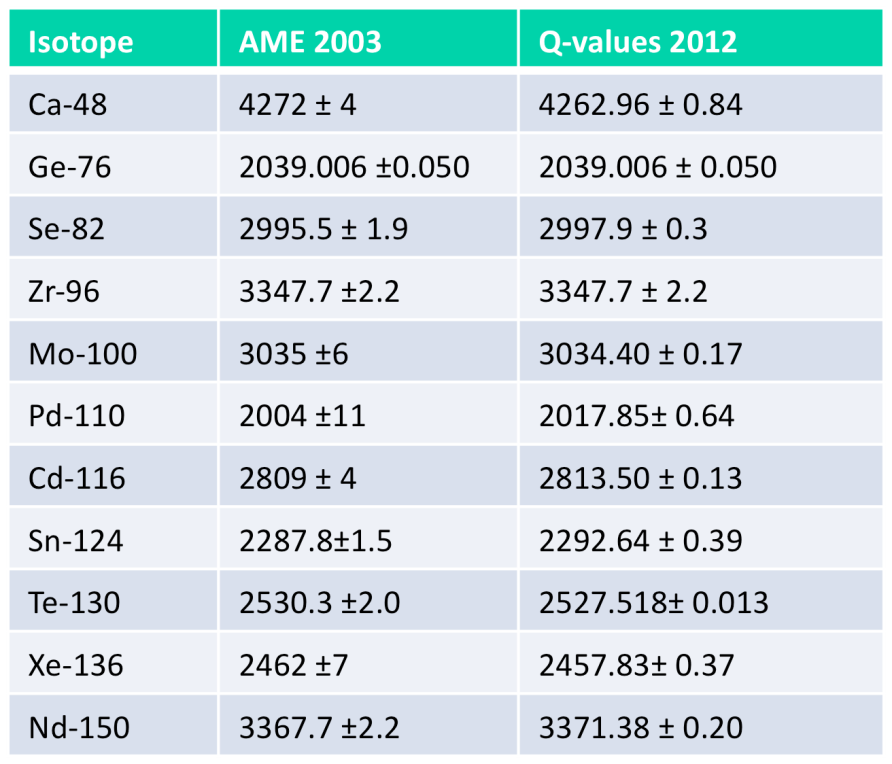 Isotope AME 2003 Q-values 2012
Ca-48 4272 ± 4 4262.96 ± 0.84
Ge-76 2039.006 ±0.050 2039.006 ± 0.050
Se-82 2995.5 ± 1.9 2997.9 ± 0.3
Zr-96 3347.7 ±2.2 3347.7 ± 2.2
Mo-100 3035 ±6 3034.40 ± 0.17
Pd-110 2004 ±11 2017.85± 0.64
Cd-116 2809 ± 4 2813.50 ± 0.13
Sn-124 2287.8±1.5 2292.64 ± 0.39
Te-130 2530.3 ±2.0 2527.518± 0.013
Xe-136 2462 ±7 2457.83± 0.37
Nd-150 3367.7 ±2.2 3371.38 ± 0.20